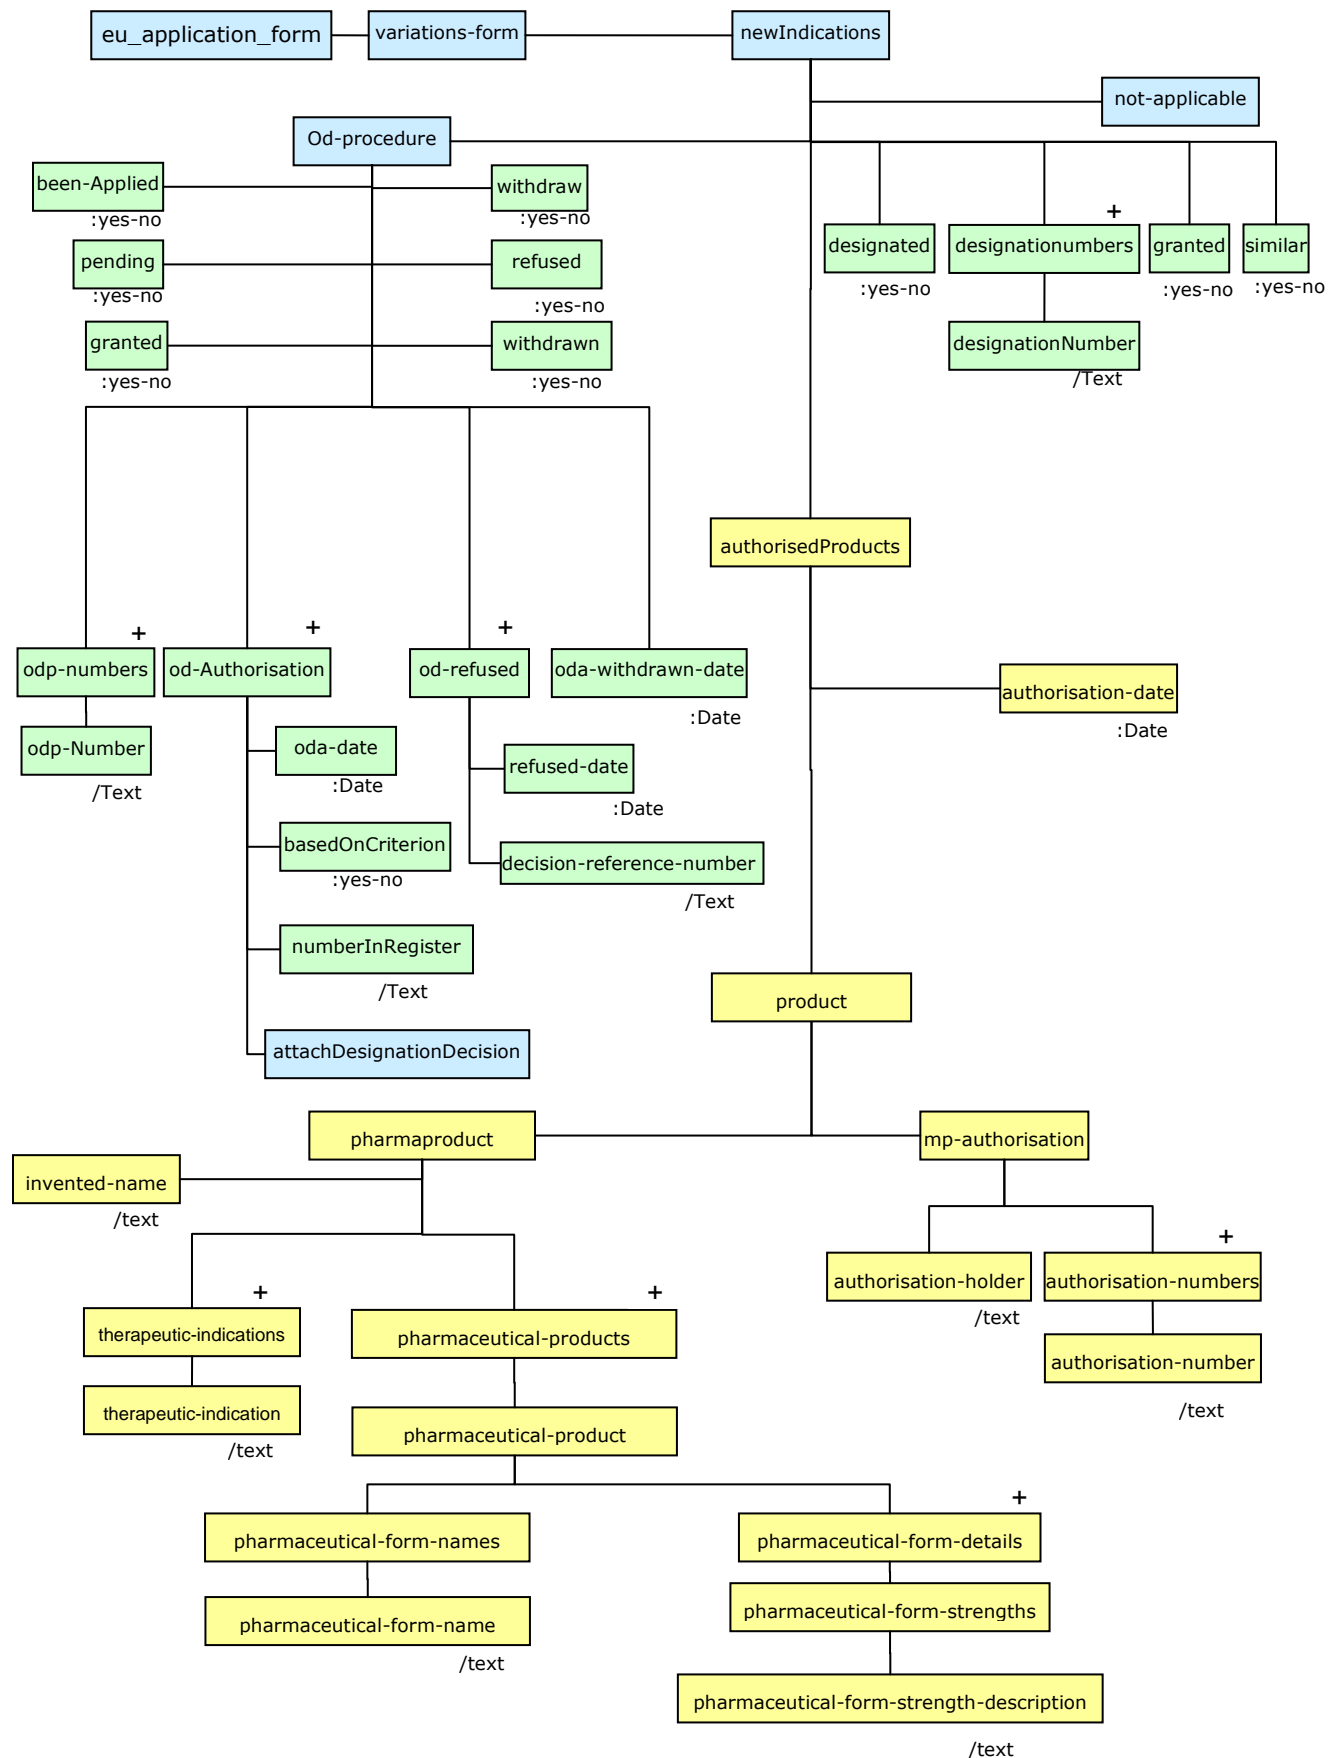 eu_application_form
variations-form
newIndications
not-applicable
Od-procedure
been-Applied
:yes-no
withdraw
:yes-no
pending
:yes-no
refused
:yes-no
granted
:yes-no
withdrawn
:yes-no
designated
:yes-no
+
designationumbers
granted
:yes-no
similar
:yes-no
designationNumber
/Text
authorisedProducts
+
odp-numbers
+
od-Authorisation
+
od-refused
oda-withdrawn-date
:Date
authorisation-date
:Date
odp-Number
/Text
oda-date
:Date
refused-date
:Date
basedOnCriterion
:yes-no
decision-reference-number
/Text
numberInRegister
/Text
product
attachDesignationDecision
pharmaproduct
mp-authorisation
invented-name
/text
+
authorisation-holder
/text
authorisation-numbers
+
therapeutic-indications
+
pharmaceutical-products
authorisation-number
/text
therapeutic-indication
/text
pharmaceutical-product
+
pharmaceutical-form-names
pharmaceutical-form-details
pharmaceutical-form-name
/text
pharmaceutical-form-strengths
pharmaceutical-form-strength-description
/text